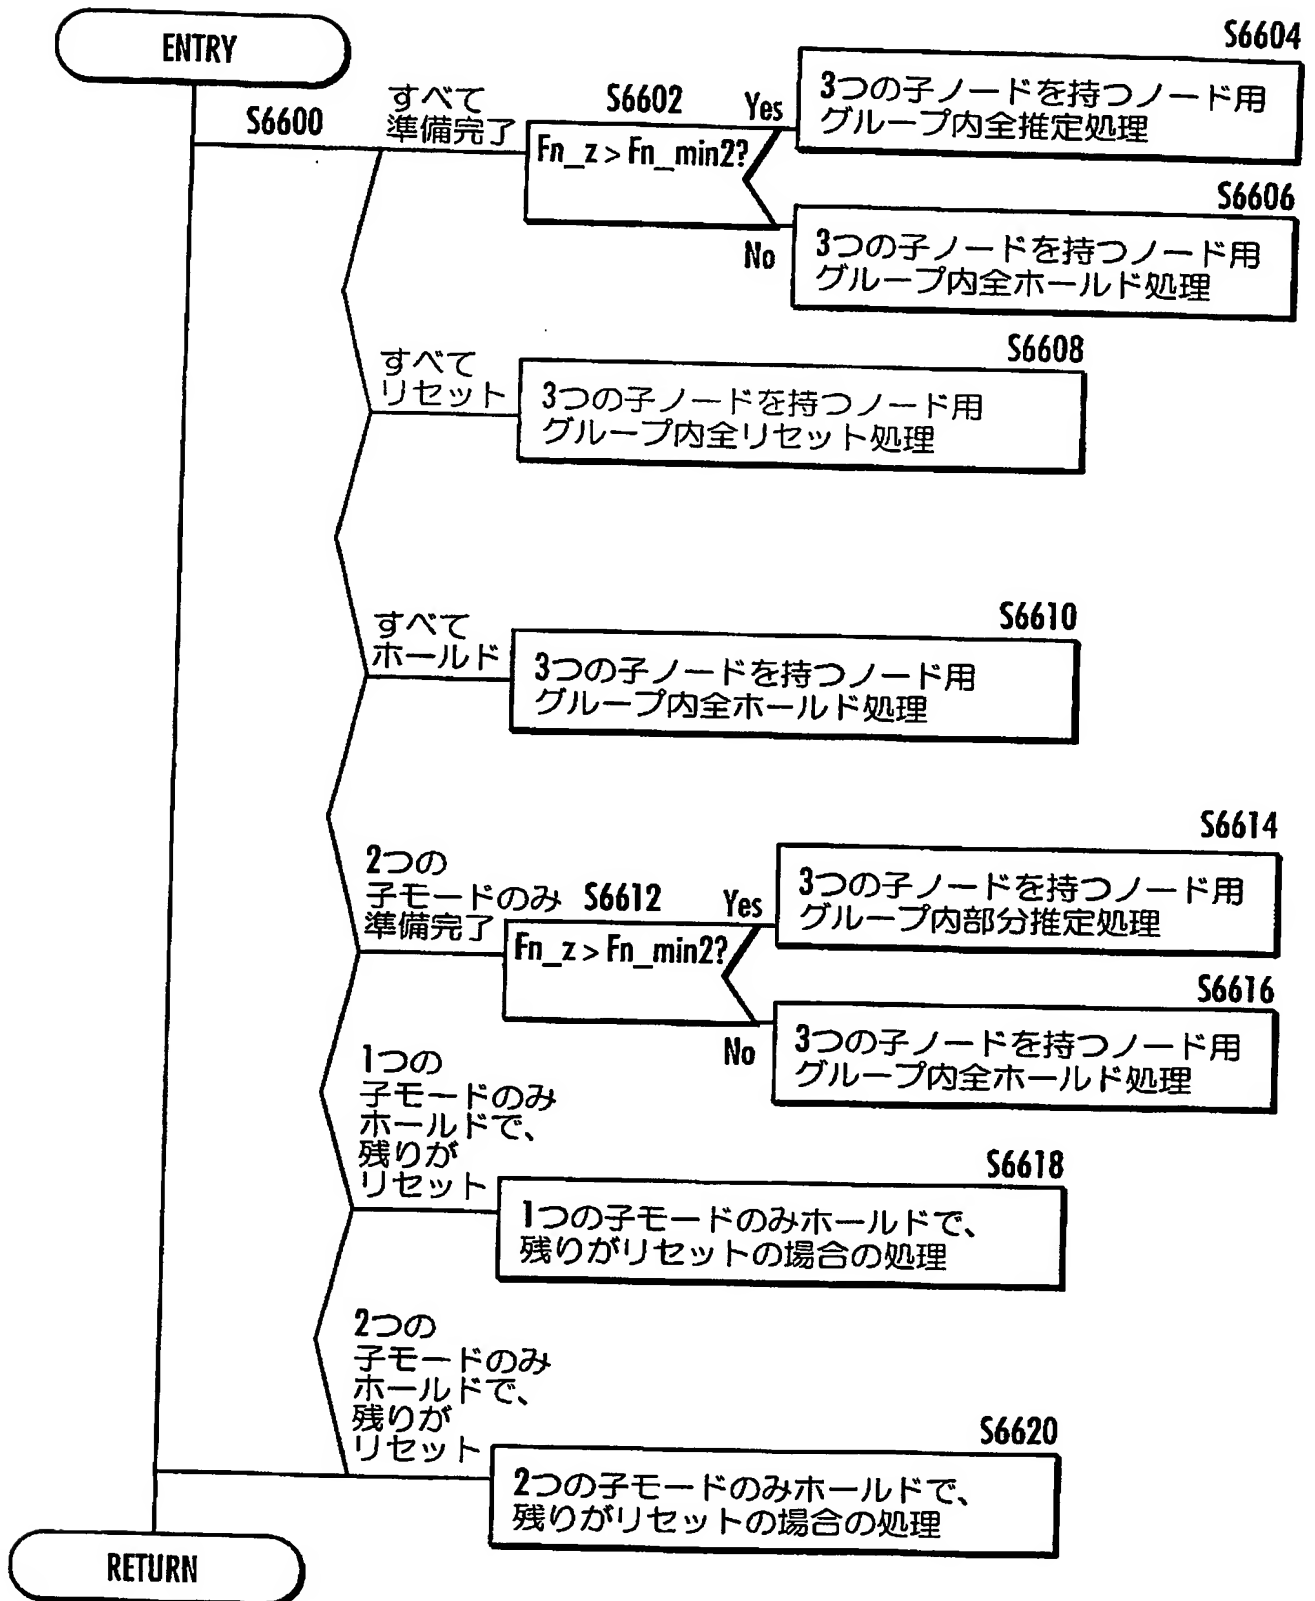 ENTRY
S6600
すべて
準備完了
S6602
Fn_z > Fn_min2?
Yes
S6604
3つの子ノードを持つノード用
グループ内全推定処理
No
S6606
3つの子ノードを持つノード用
グループ内全ホールド処理
すべて
リセット
S6608
3つの子ノードを持つノード用
グループ内全リセット処理
すべて
ホールド
S6610
3つの子ノードを持つノード用
グループ内全ホールド処理
2つの
子モードのみ
準備完了
S6612
Fn_z > Fn_min2?
Yes
S6614
3つの子ノードを持つノード用
グループ内部分推定処理
No
S6616
3つの子ノードを持つノード用
グループ内全ホールド処理
1つの
子モードのみ
ホールドで、
残りが
リセット
S6618
1つの子モードのみホールドで、
残りがリセットの場合の処理
2つの
子モードのみ
ホールドで、
残りが
リセット
S6620
2つの子モードのみホールドで、
残りがリセットの場合の処理
RETURN